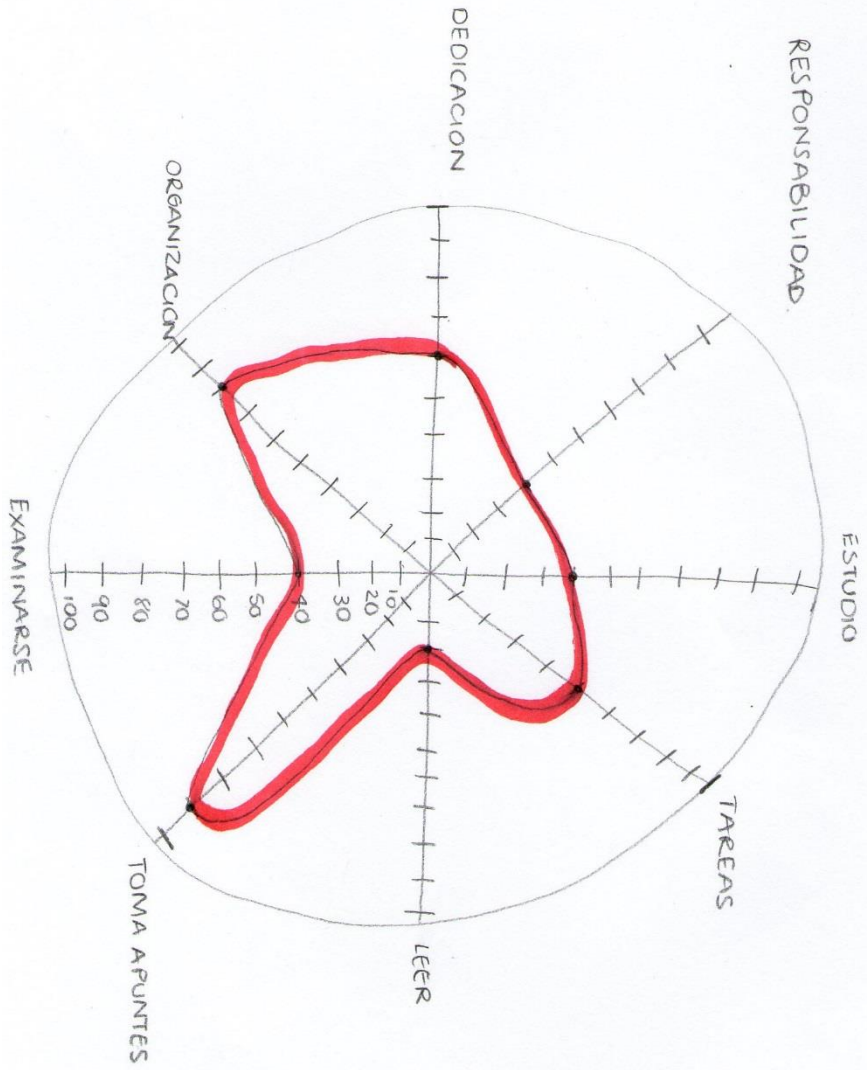 RESPONSABILIDAD
DEDICACION
ORGANIZACION
EXAMINARSE
TOMA APUNTES
LEER
TAREAS
ESTUDIO
100
90
80
70
60
50
40
30
20
10